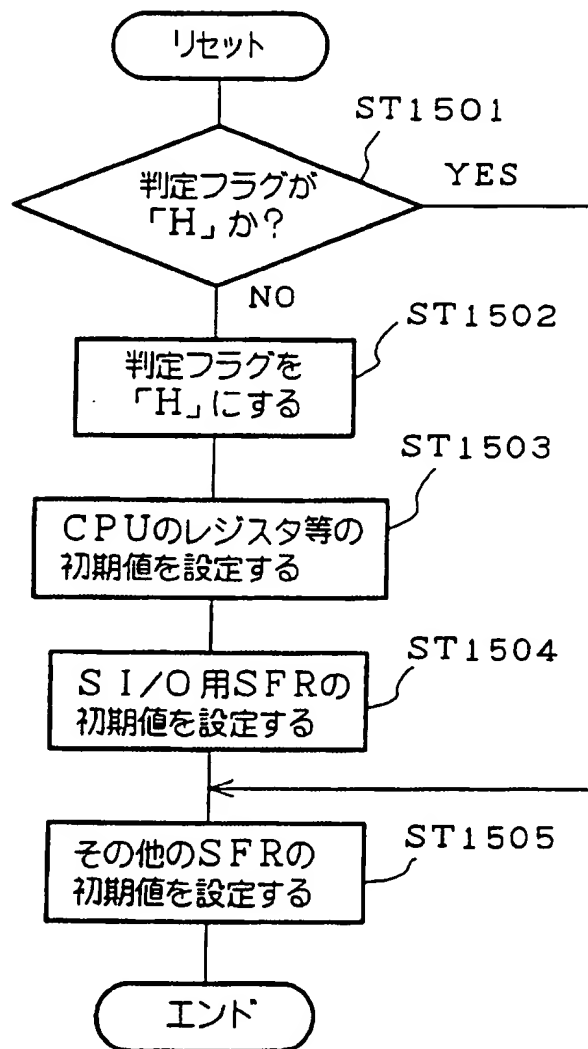 リセット
ST1501
判定フラグが
「H」か?
YES
NO
ST1502
判定フラグを
「H」にする
ST1503
CPUのレジスタ等の
初期値を設定する
ST1504
SI/O用SFRの
初期値を設定する
ST1505
その他のSFRの
初期値を設定する
エンド